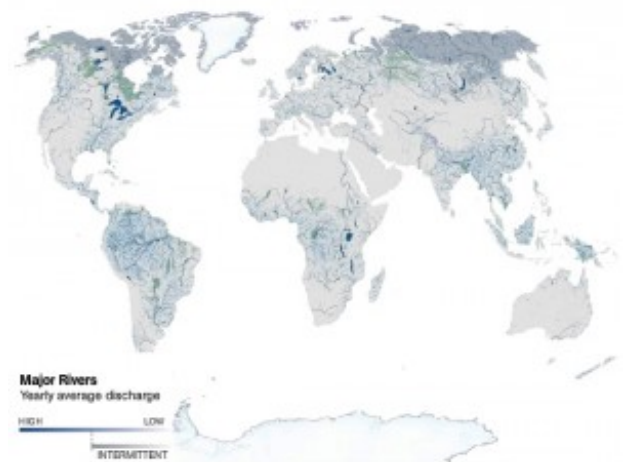 Major Rivers
Yearly average discharge
HIGH LOW
INTERMITTENT